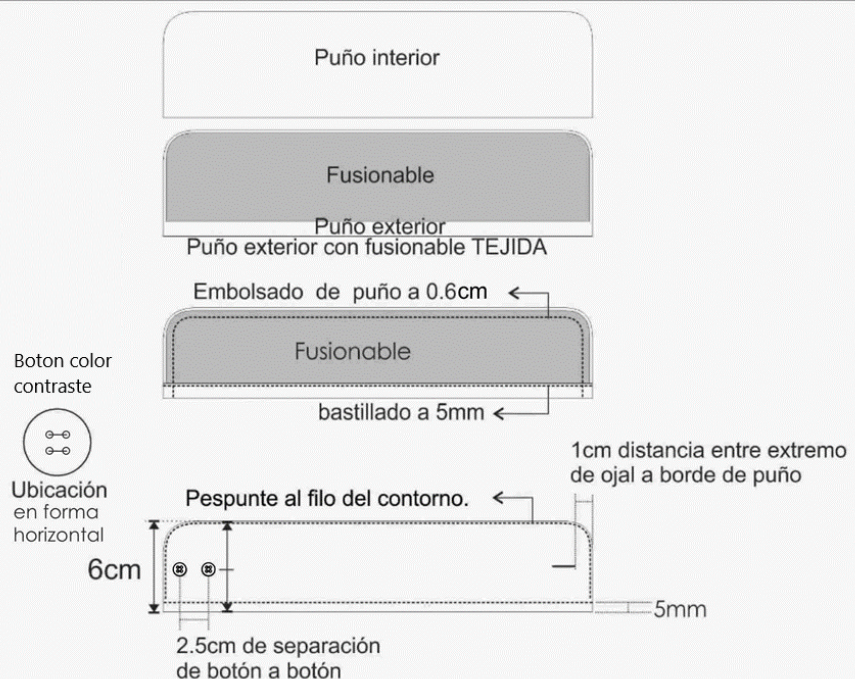 Puño interior
Fusionable
Puño exterior
Puño exterior con fusionable TEJIDA
Embolsado de puño a 0.6cm
Fusionable
bastillado a 5mm
Boton color
contraste
Ubicación
en forma
horizontal
1cm distancia entre extremo
de ojal a borde de puño
Pespunte al filo del contorno.
6cm
5mm
2.5cm de separación
de botón a botón